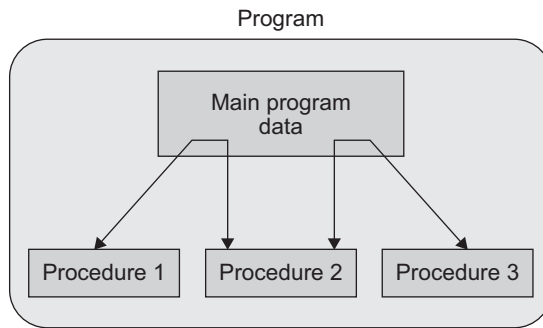 Program
Main program
data
Procedure 1
Procedure 2
Procedure 3